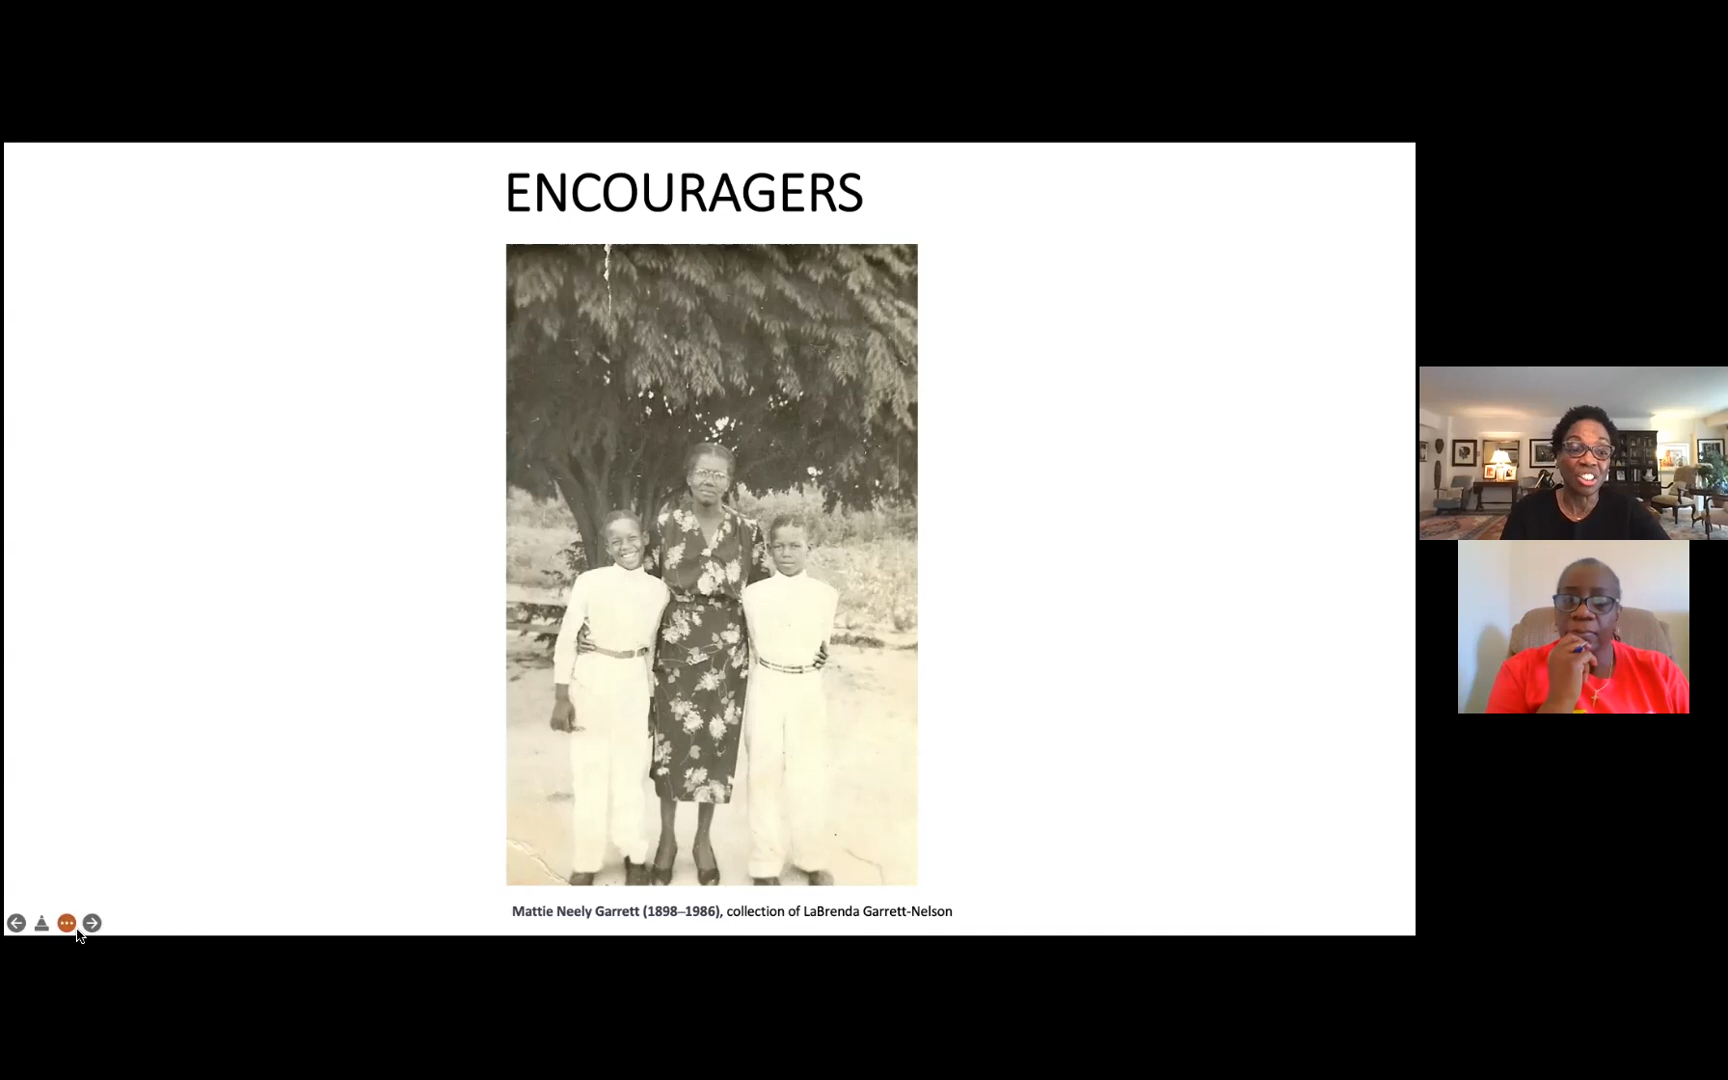 ENCOURAGERS
Mattie Neely Garrett (1898–1986), collection of LaBrenda Garrett-Nelson